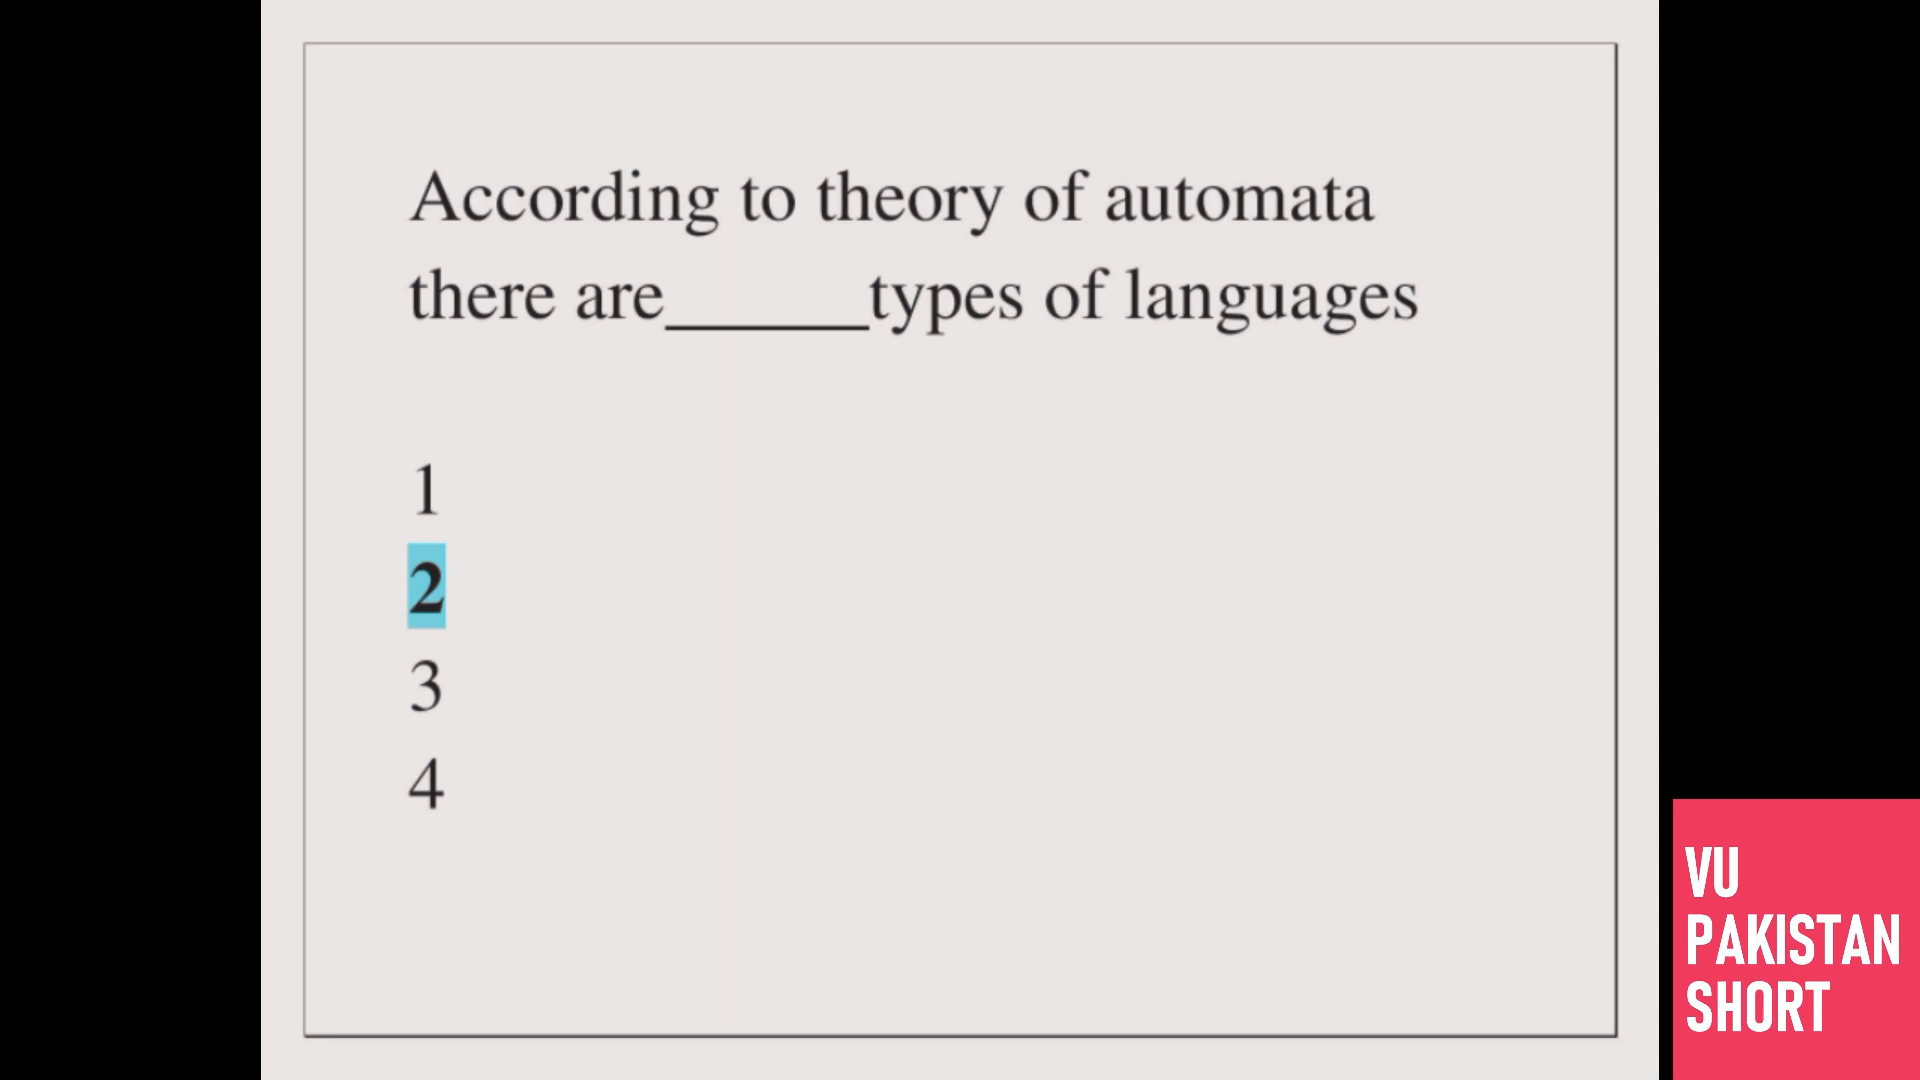 According to theory of automata
there are______types of languages
1
2
3
4
VU
PAKISTAN
SHORT